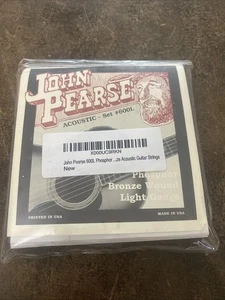 JOHN
PEARSE
ACOUSTIC - Set #600L
X000UC9RKN
John Pearse 600L Phosphor ...ze Acoustic Guitar Strings
New
Phosphor
Bronze Wound
Light Gauge
PRINTED IN USA
MADE IN USA